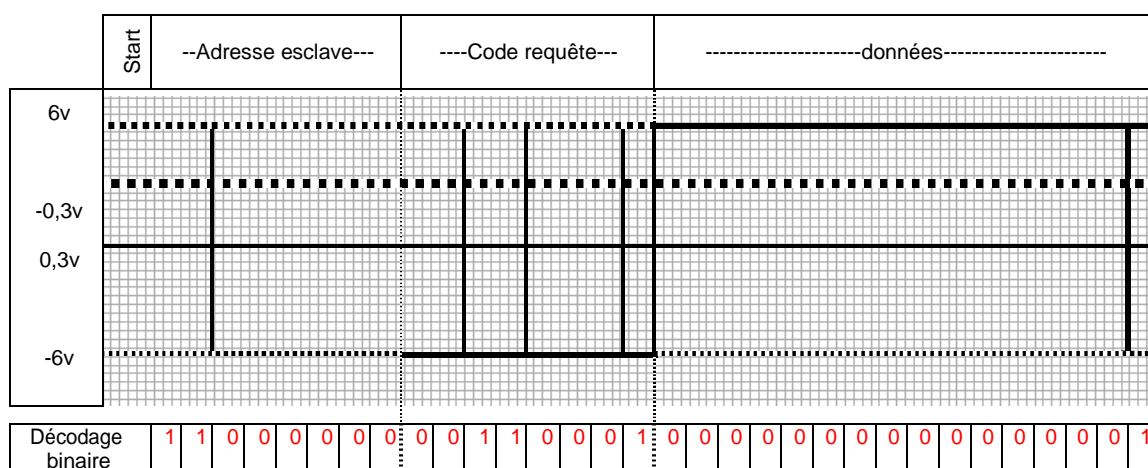 Start
--Adresse esclave---
----Code requête---
---------------------données----------------------
6v
-0,3v
0,3v
-6v
Décodage binaire 1 1 0 0 0 0 0 0 0 0 1 1 0 0 0 1 0 0 0 0 0 0 0 0 0 0 0 0 0 0 0 1